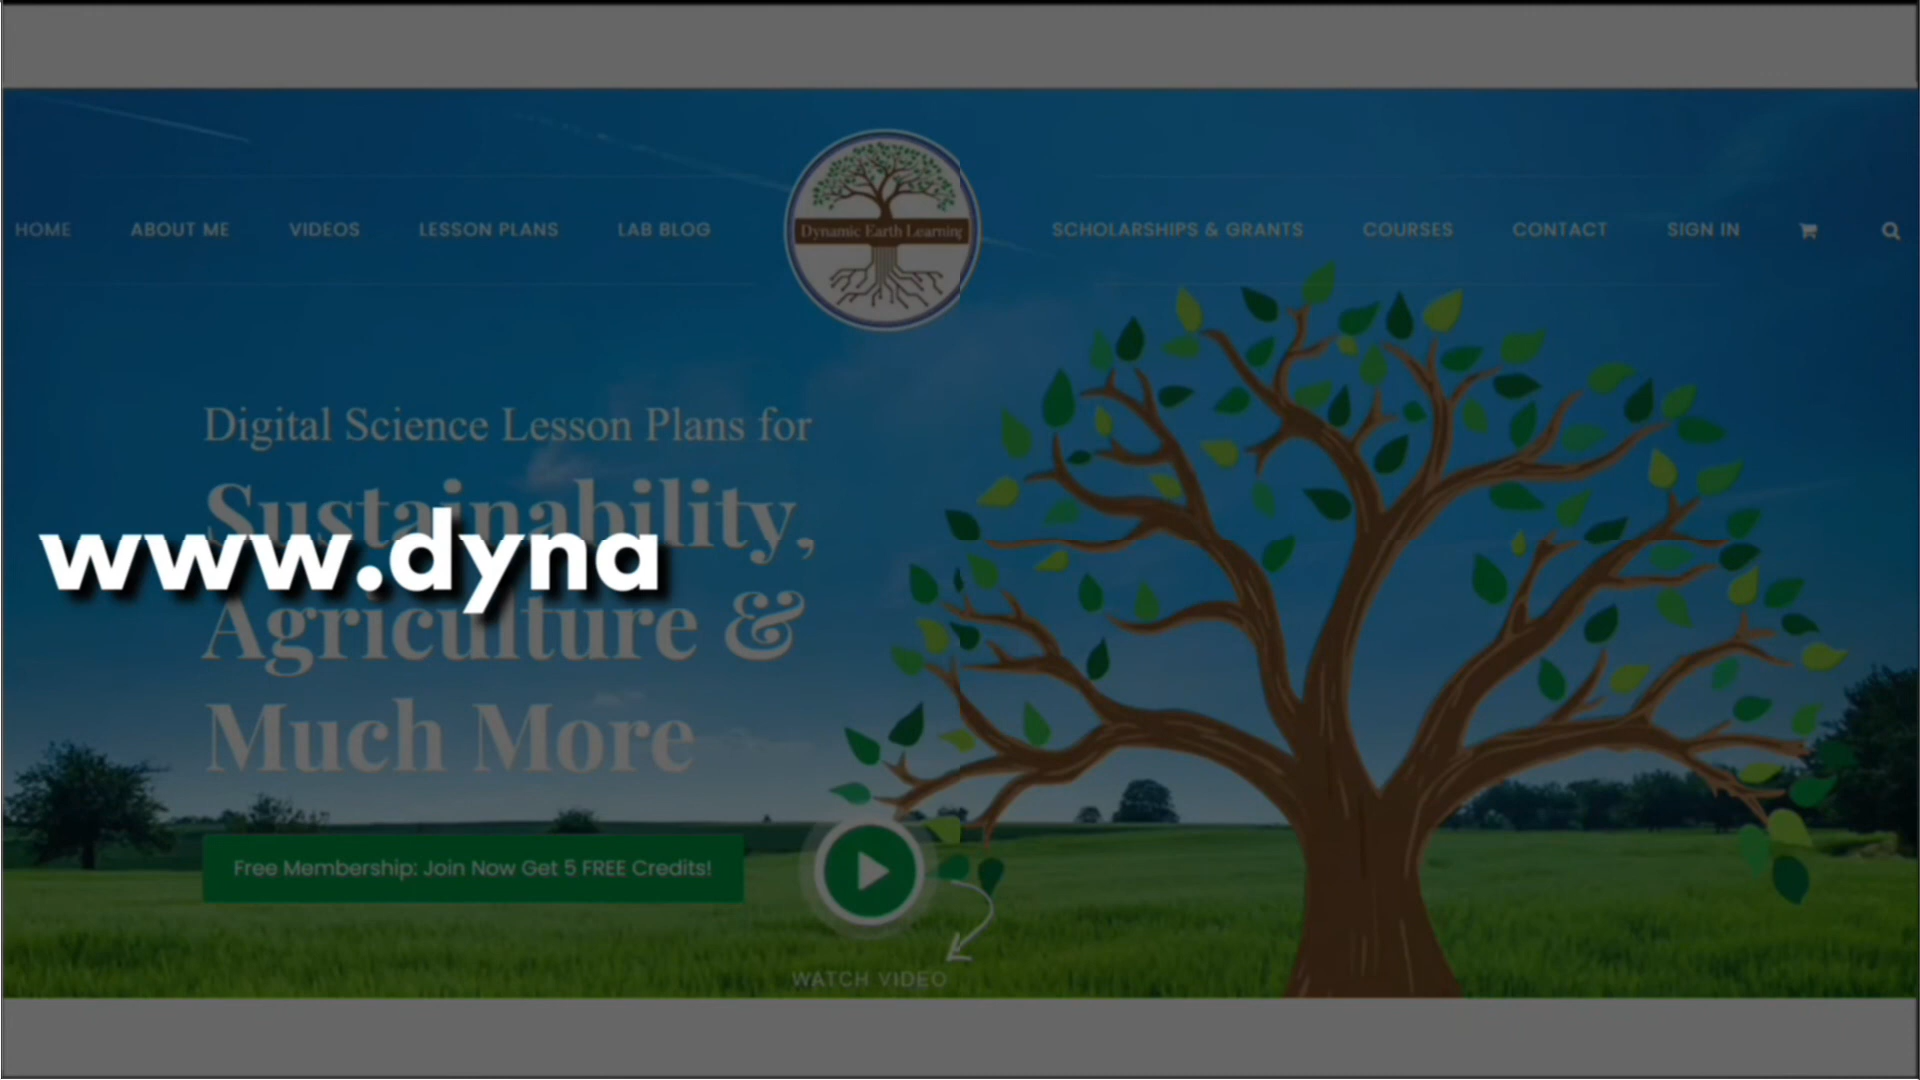 HOME ABOUT ME VIDEOS LESSON PLANS LAB BLOG SCHOLARSHIPS & GRANTS COURSES CONTACT SIGN IN
Dynamic Earth Learning
Digital Science Lesson Plans for
Sustainability,
www.dyna
Agriculture &
Much More
Free Membership: Join Now Get 5 FREE Credits!
WATCH VIDEO